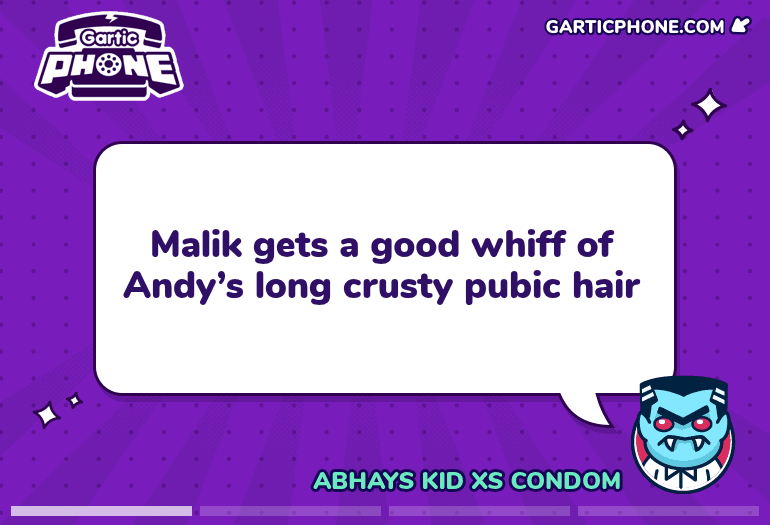 Gartic
PHONE
GARTICPHONE.COM
Malik gets a good whiff of
Andy’s long crusty pubic hair
ABHAYS KID XS CONDOM